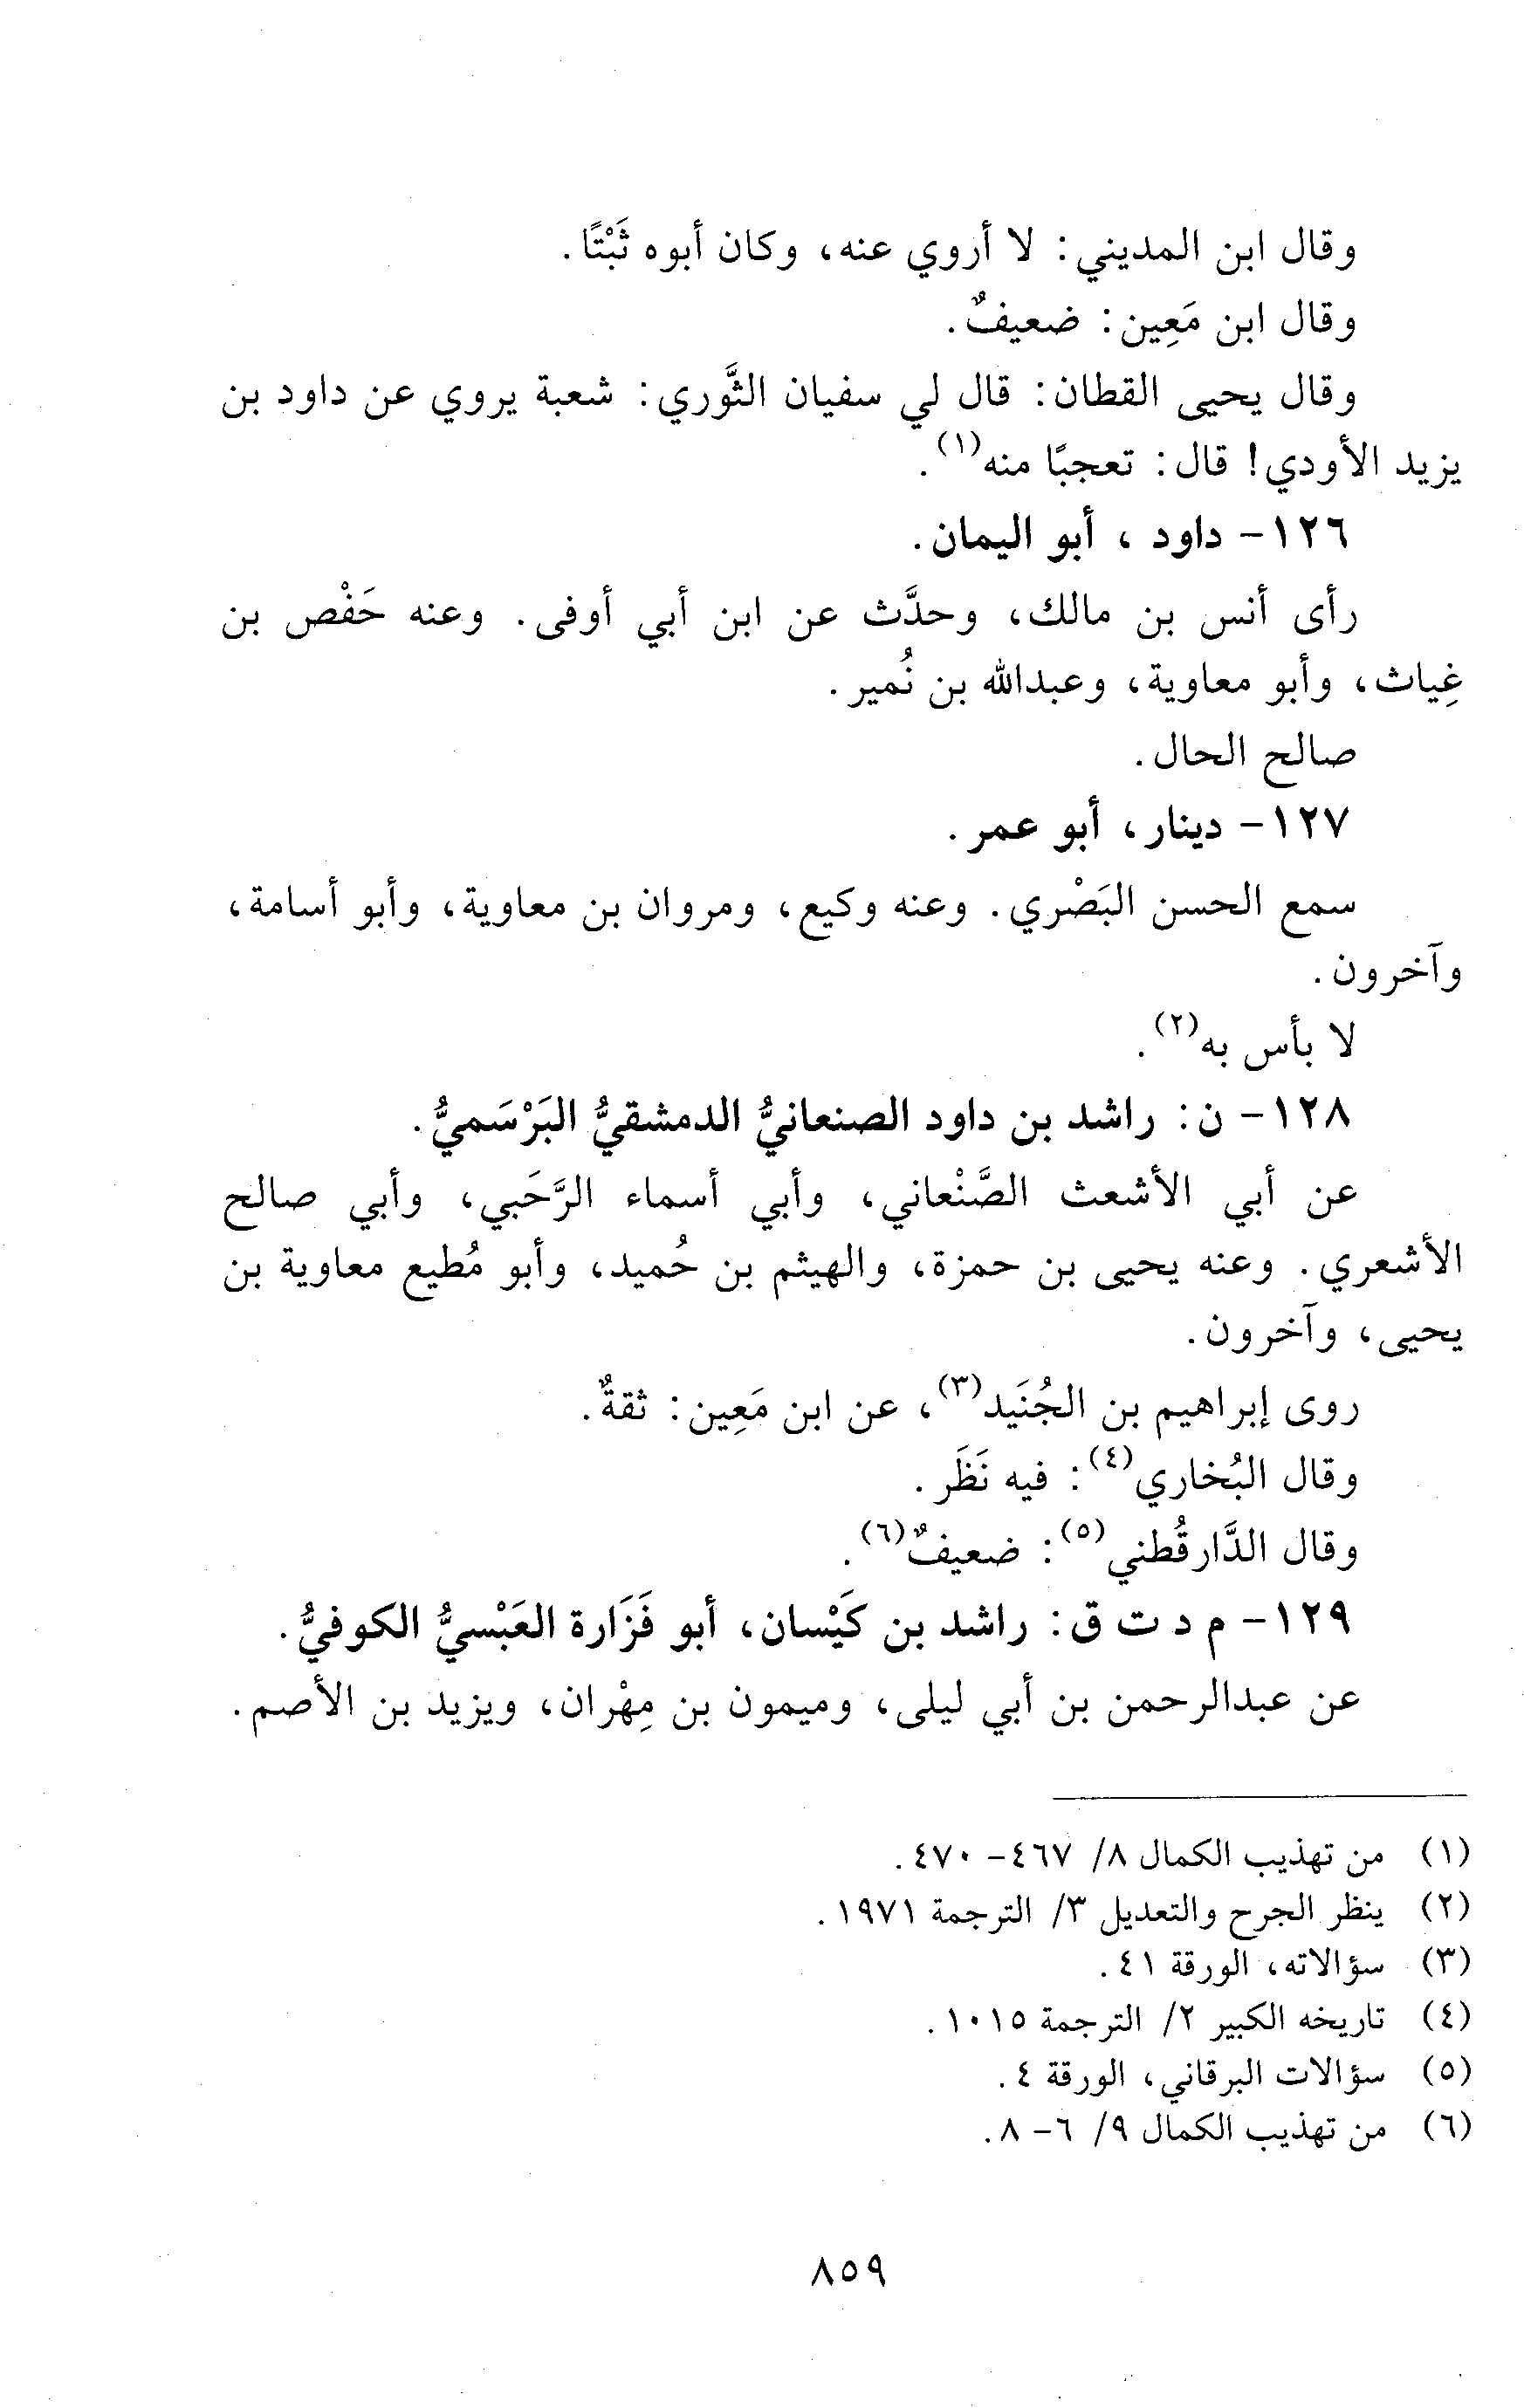 وقال ابن المديني: لا أروي عنه، وكان أبوه ثَبْتًا.
وقال ابن مَعِين: ضعيفٌ.
وقال يحيى القطان: قال لي سفيان الثَّوري: شعبة يروي عن داود بن
يزيد الأودي! قال: تعجبًا منه(١).
١٢٦- داود، أبو اليمان.
رأى أنس بن مالك، وحدَّث عن ابن أبي أوفى. وعنه حَفْص بن
غِياث، وأبو معاوية، وعبدالله بن نُمير.
صالح الحال.
١٢٧- دينار، أبو عمر.
سمع الحسن البَصْري. وعنه وكيع، ومروان بن معاوية، وأبو أسامة،
وآخرون.
لا بأس به(٢).
١٢٨- ن: راشد بن داود الصنعانيُّ الدمشقيُّ البَرْسَميُّ.
عن أبي الأشعث الصَّنْعاني، وأبي أسماء الرَّحَبي، وأبي صالح
الأشعري. وعنه يحيى بن حمزة، والهيثم بن حُميد، وأبو مُطيع معاوية بن
يحيى، وآخرون.
روى إبراهيم بن الجُنَيد(٣)، عن ابن مَعِين: ثقةٌ.
وقال البُخاري(٤): فيه نَظَر.
وقال الدَّارقُطني(٥): ضعيفٌ(٦).
١٢٩- م د ت ق: راشد بن كَيْسان، أبو فَزَارة العَبْسيُّ الكوفيُّ.
عن عبدالرحمن بن أبي ليلى، وميمون بن مِهْران، ويزيد بن الأصم.
(١) من تهذيب الكمال ٨/ ٤٦٧- ٤٧٠.
(٢) ينظر الجرح والتعديل ٣/ الترجمة ١٩٧١.
(٣) سؤالاته، الورقة ٤١.
(٤) تاريخه الكبير ٢/ الترجمة ١٠١٥.
(٥) سؤالات البرقاني، الورقة ٤.
(٦) من تهذيب الكمال ٩/ ٦- ٨.
٨٥٩